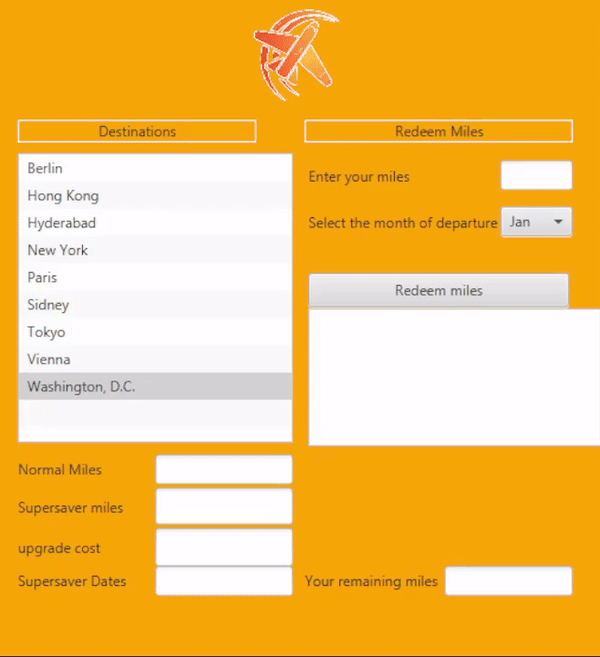 Destinations
Redeem Miles
Berlin
Hong Kong
Hyderabad
New York
Paris
Sidney
Tokyo
Vienna
Washington, D.C.
Enter your miles
Select the month of departure Jan
Redeem miles
Normal Miles
Supersaver miles
upgrade cost
Supersaver Dates
Your remaining miles